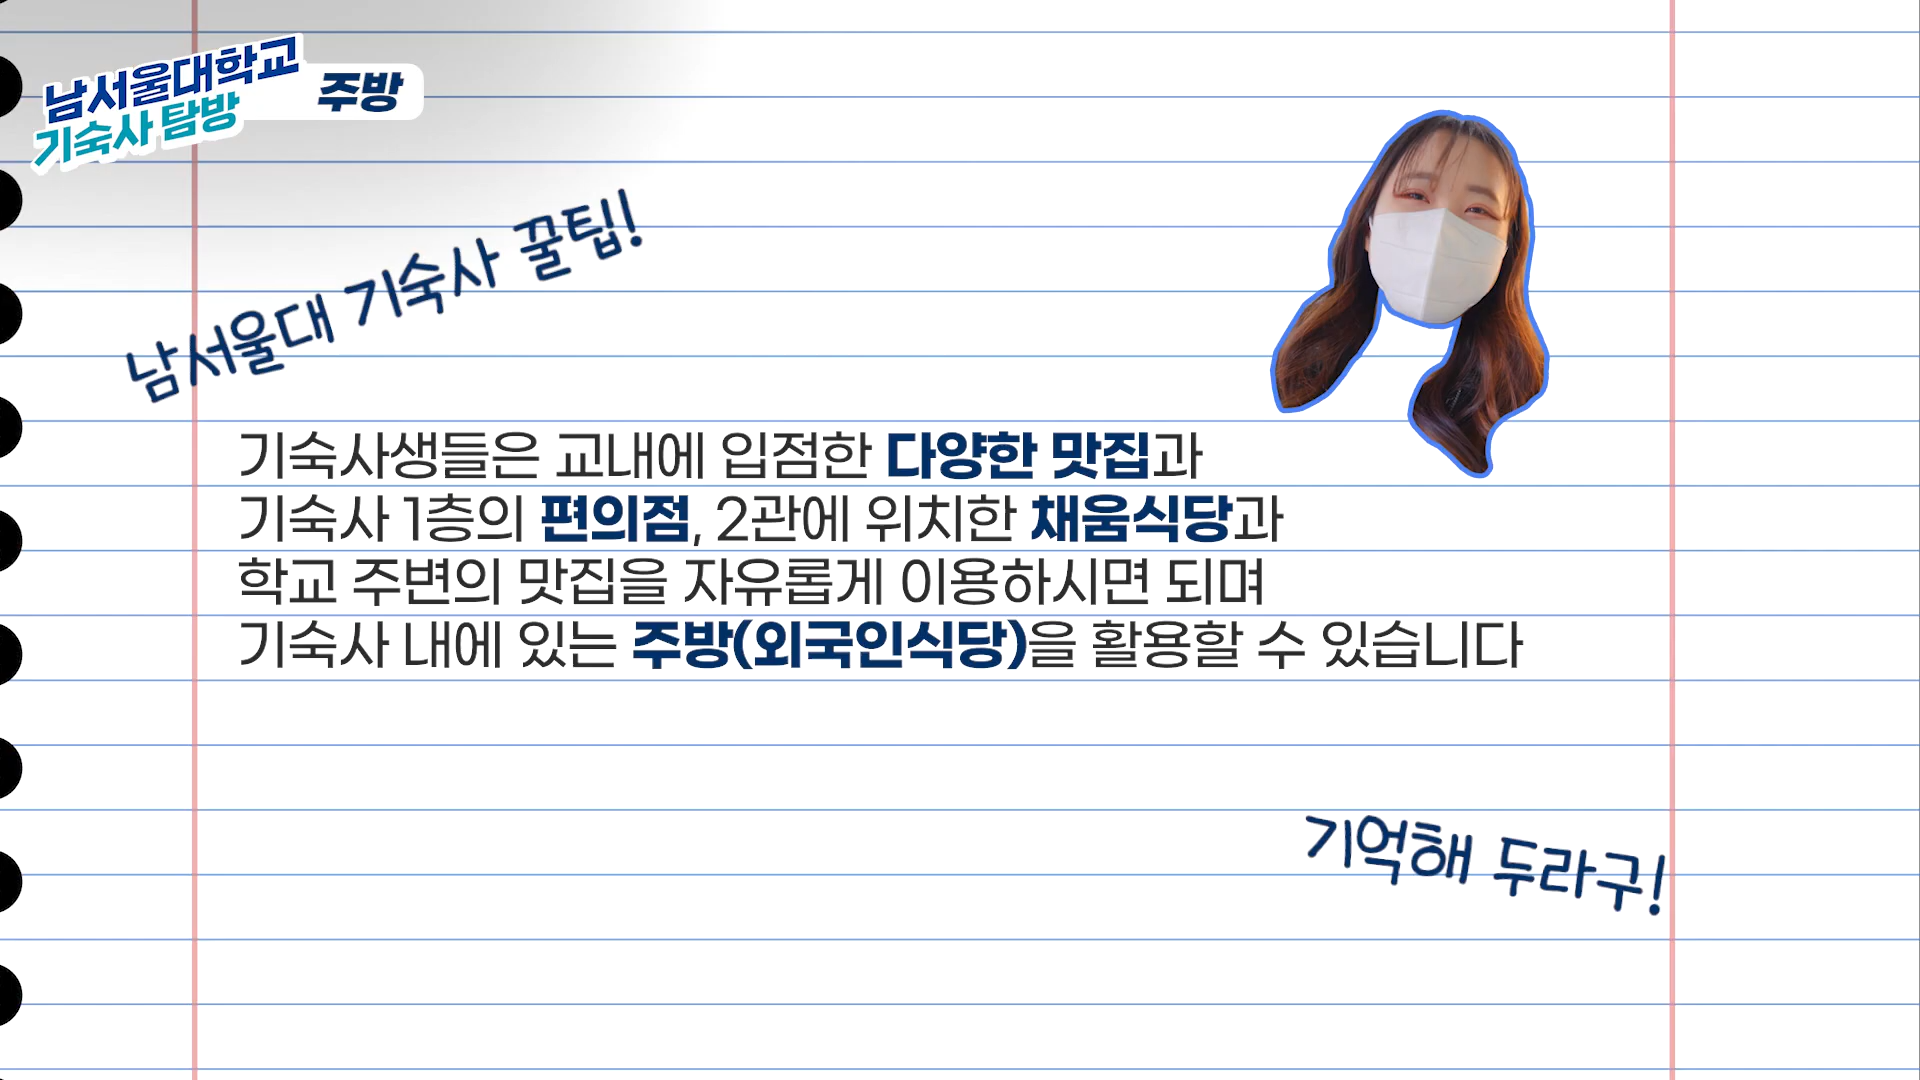 남서울대학교
기숙사 탐방
주방
남서울대 기숙사 꿀팁!
기숙사생들은 교내에 입점한 다양한 맛집과
기숙사 1층의 편의점, 2관에 위치한 채움식당과
학교 주변의 맛집을 자유롭게 이용하시면 되며
기숙사 내에 있는 주방(외국인식당)을 활용할 수 있습니다
기억해 두라구!